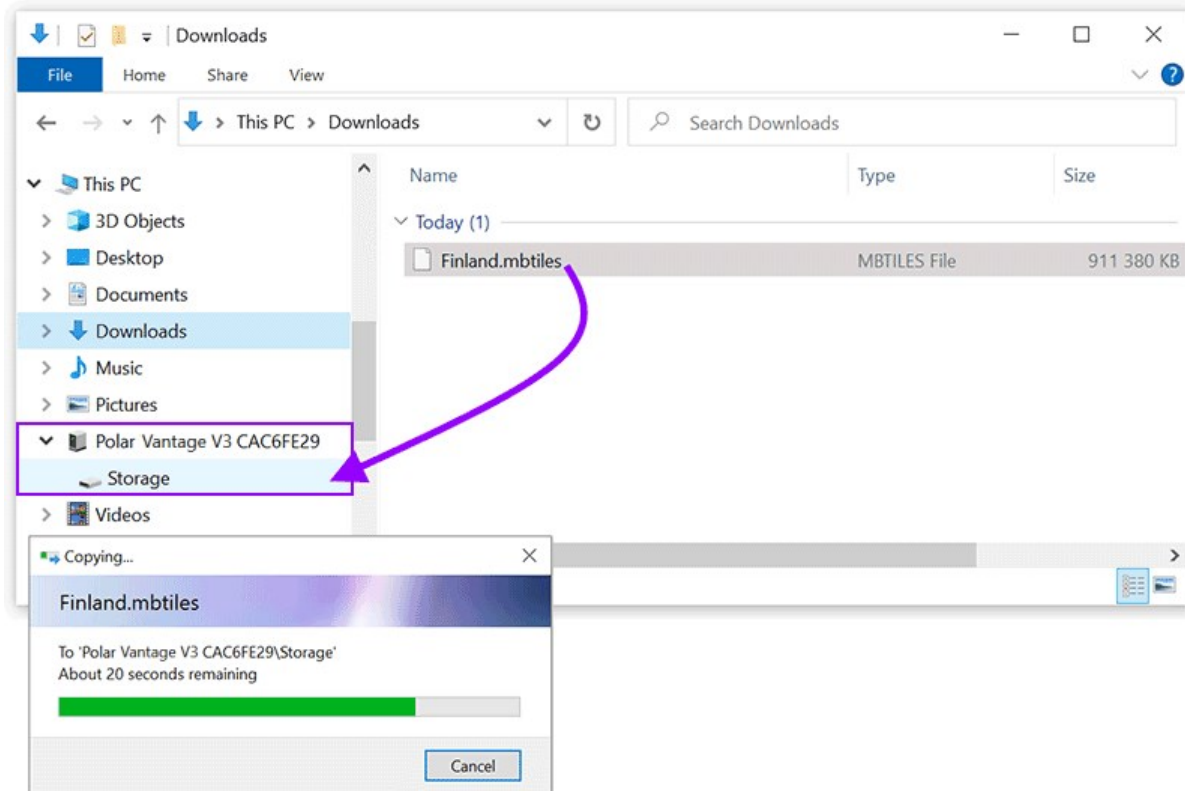 Downloads
File Home Share View
This PC > Downloads
Search Downloads
This PC
3D Objects
Desktop
Documents
Downloads
Music
Pictures
Polar Vantage V3 CAC6FE29
Storage
Videos
Name Type Size
Today (1)
Finland.mbtiles MBTILES File 911 380 KB
Copying...
Finland.mbtiles
To 'Polar Vantage V3 CAC6FE29\Storage'
About 20 seconds remaining
Cancel